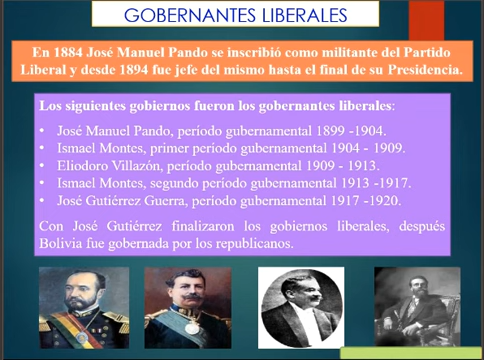 GOBERNANTES LIBERALES
En 1884 José Manuel Pando se inscribió como militante del Partido
Liberal y desde 1894 fue jefe del mismo hasta el final de su Presidencia.
Los siguientes gobiernos fueron los gobernantes liberales:
• José Manuel Pando, período gubernamental 1899 -1904.
• Ismael Montes, primer periodo gubernamental 1904 - 1909.
• Eliodoro Villazón, período gubernamental 1909 - 1913.
• Ismael Montes, segundo periodo gubernamental 1913 -1917.
• José Gutiérrez Guerra, periodo gubernamental 1917 -1920.
Con José Gutiérrez finalizaron los gobiernos liberales, después
Bolivia fue gobernada por los republicanos.